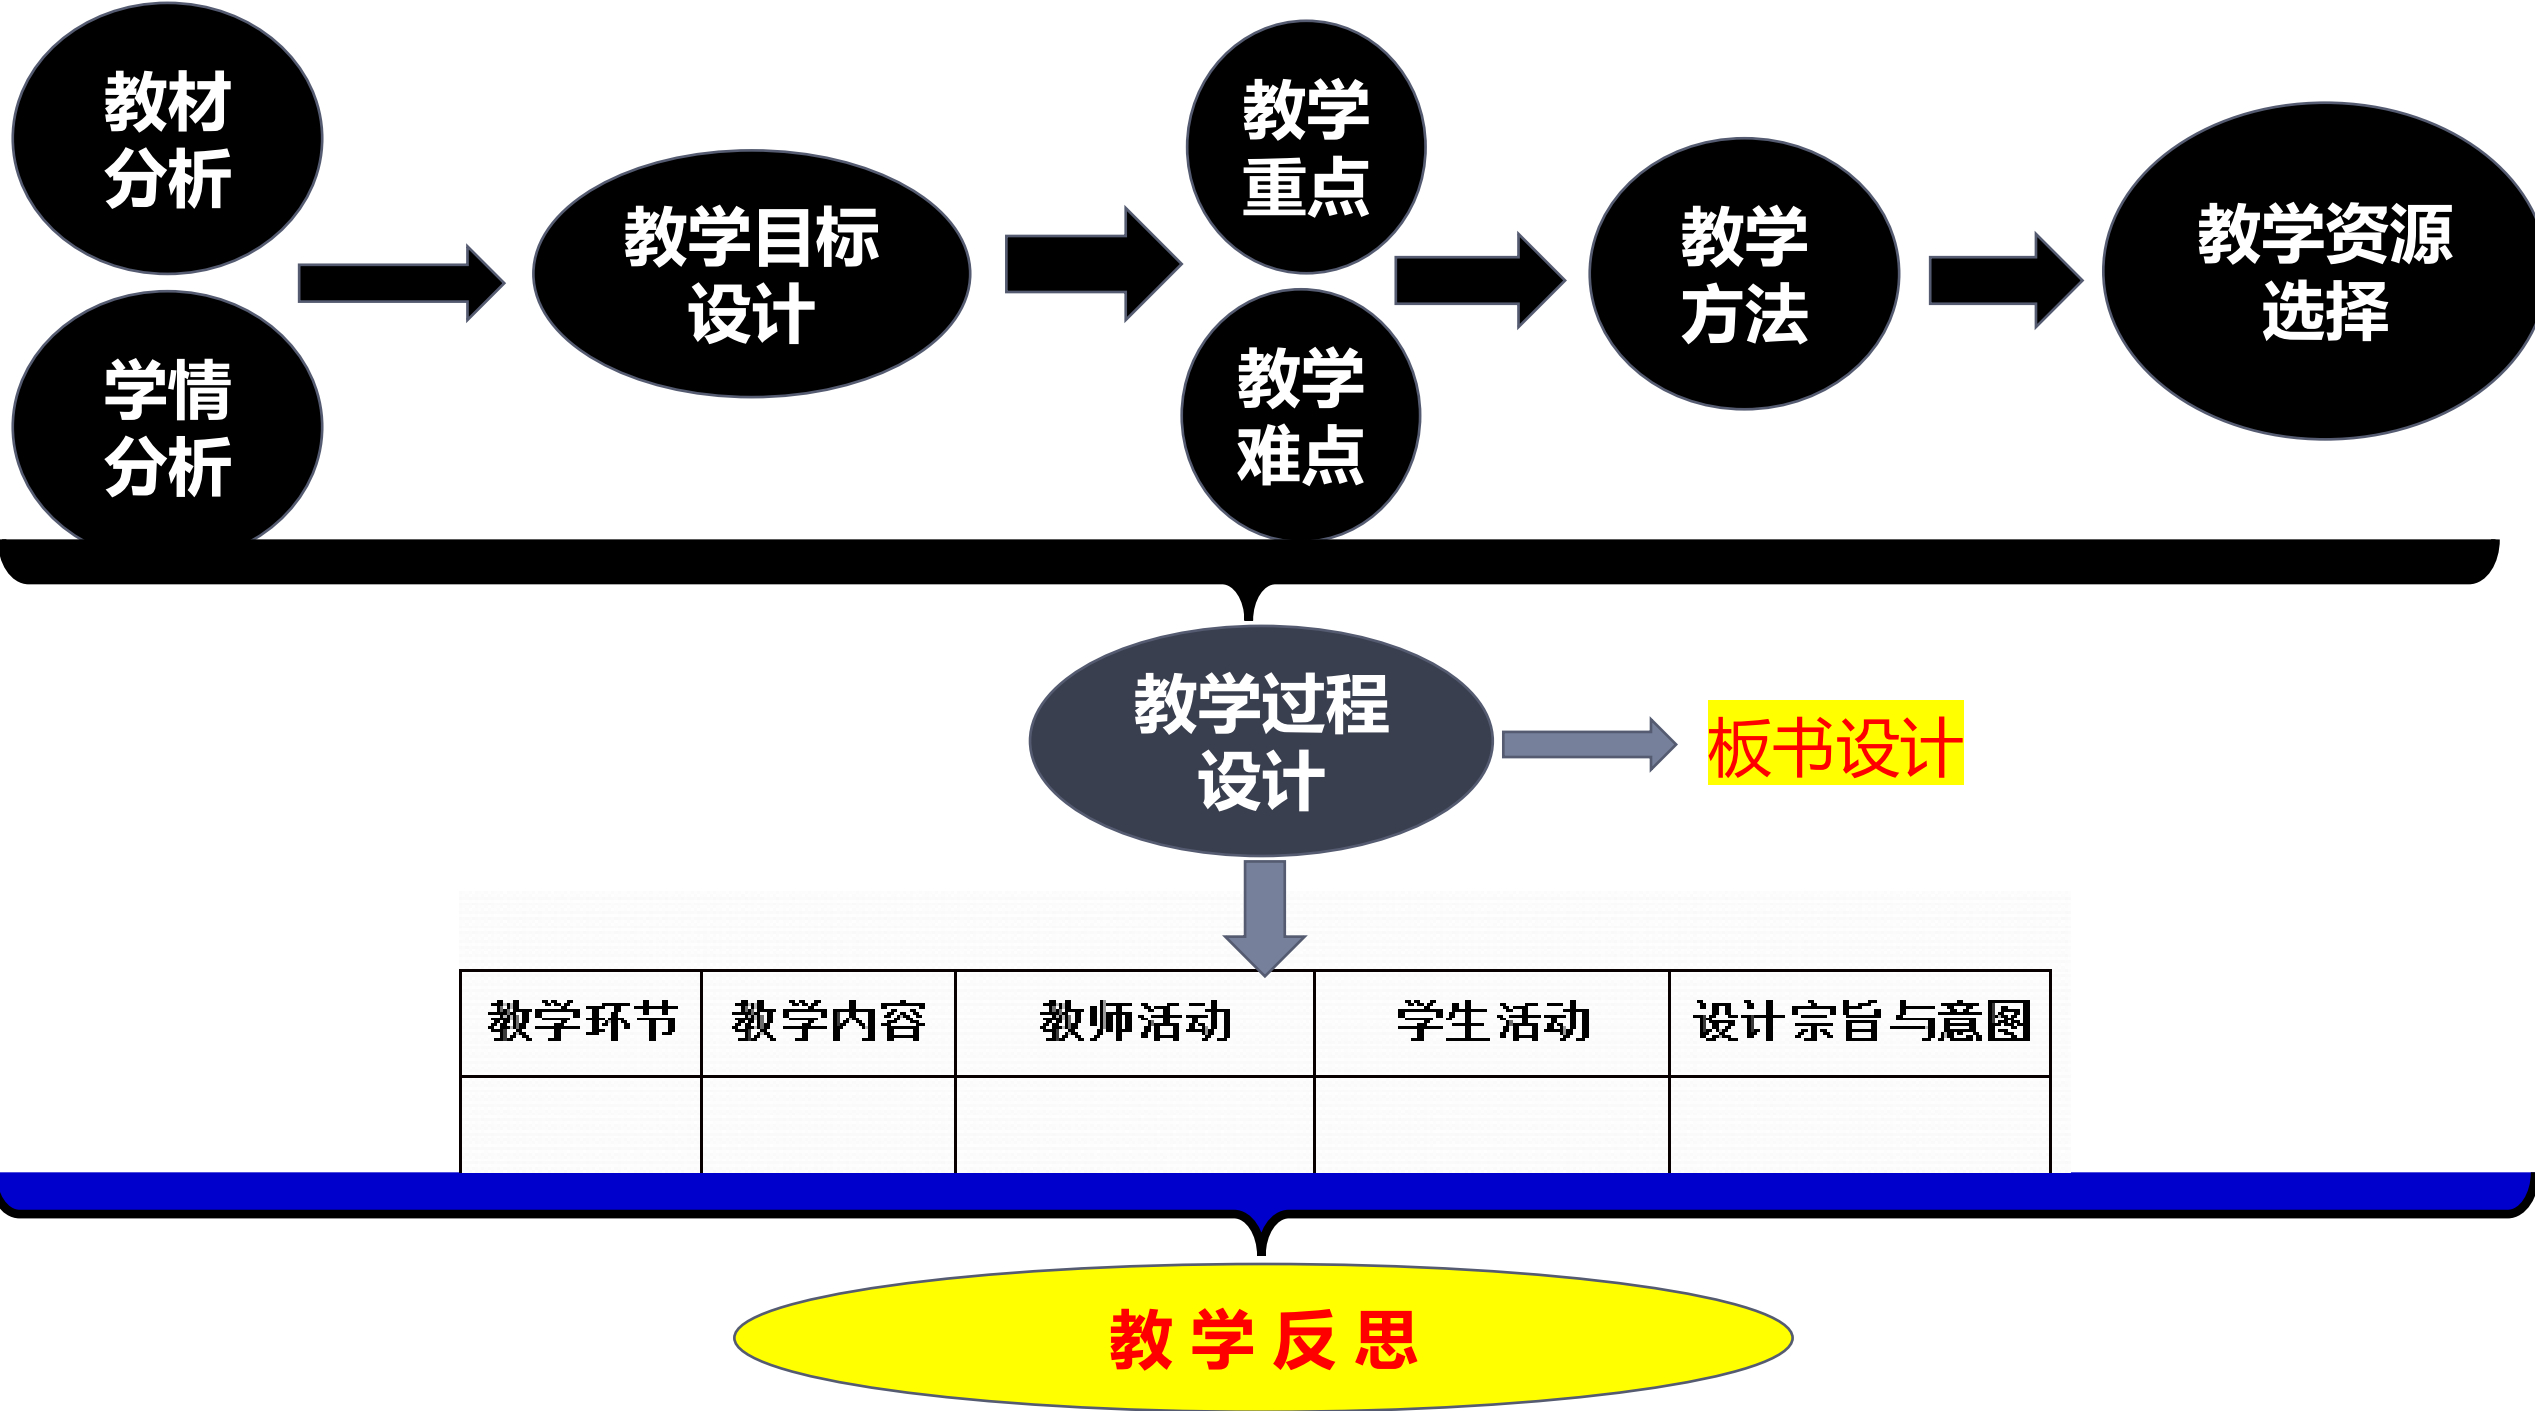 教材
分析
学情
分析
教学目标
设计
教学
重点
教学
难点
教学
方法
教学资源
选择
教学过程
设计
板书设计
教学环节
教学内容
教师活动
学生活动
设计宗旨与意图
教 学 反 思